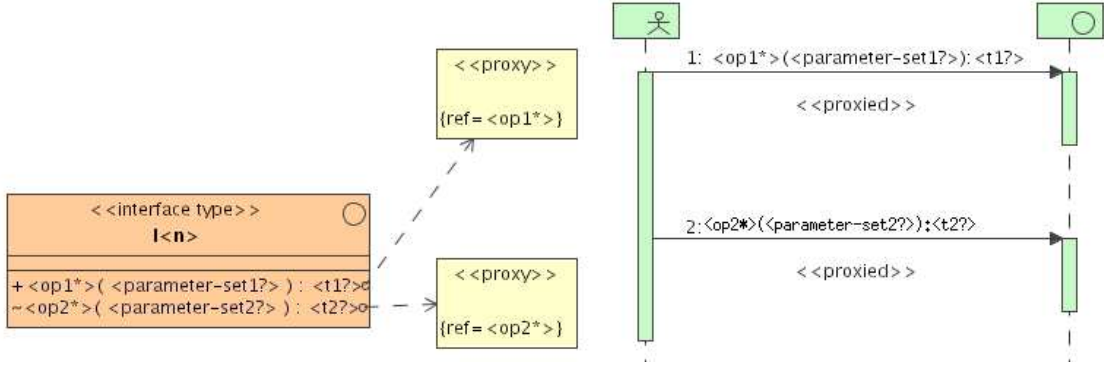 <<proxy>>
{ref=<op1*>}
<<interface type>>
I<n>
+<op1*>( <parameter-set1?> ) : <t1?>
~<op2*>( <parameter-set2?> ) : <t2?>
<<proxy>>
{ref=<op2*>}
1: <op1*>(<parameter-set1?>):<t1?>
<<proxied>>
2:<op2*>(<parameter-set2?>):<t2?>
<<proxied>>